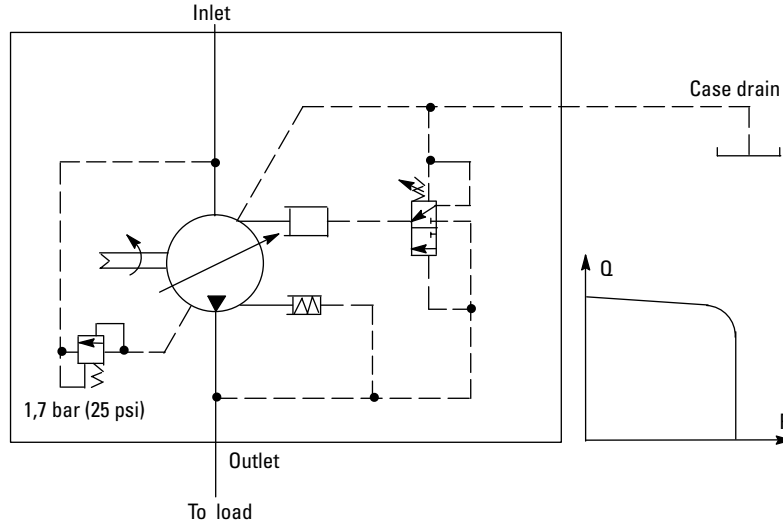 Inlet
Case drain
Q
1,7 bar (25 psi)
Outlet
To load